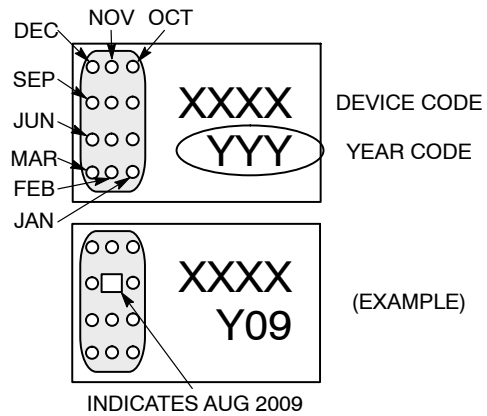 NOV OCT
DEC
SEP
JUN
MAR
FEB
JAN
XXXX DEVICE CODE
YYY YEAR CODE
XXXX
Y09
(EXAMPLE)
INDICATES AUG 2009